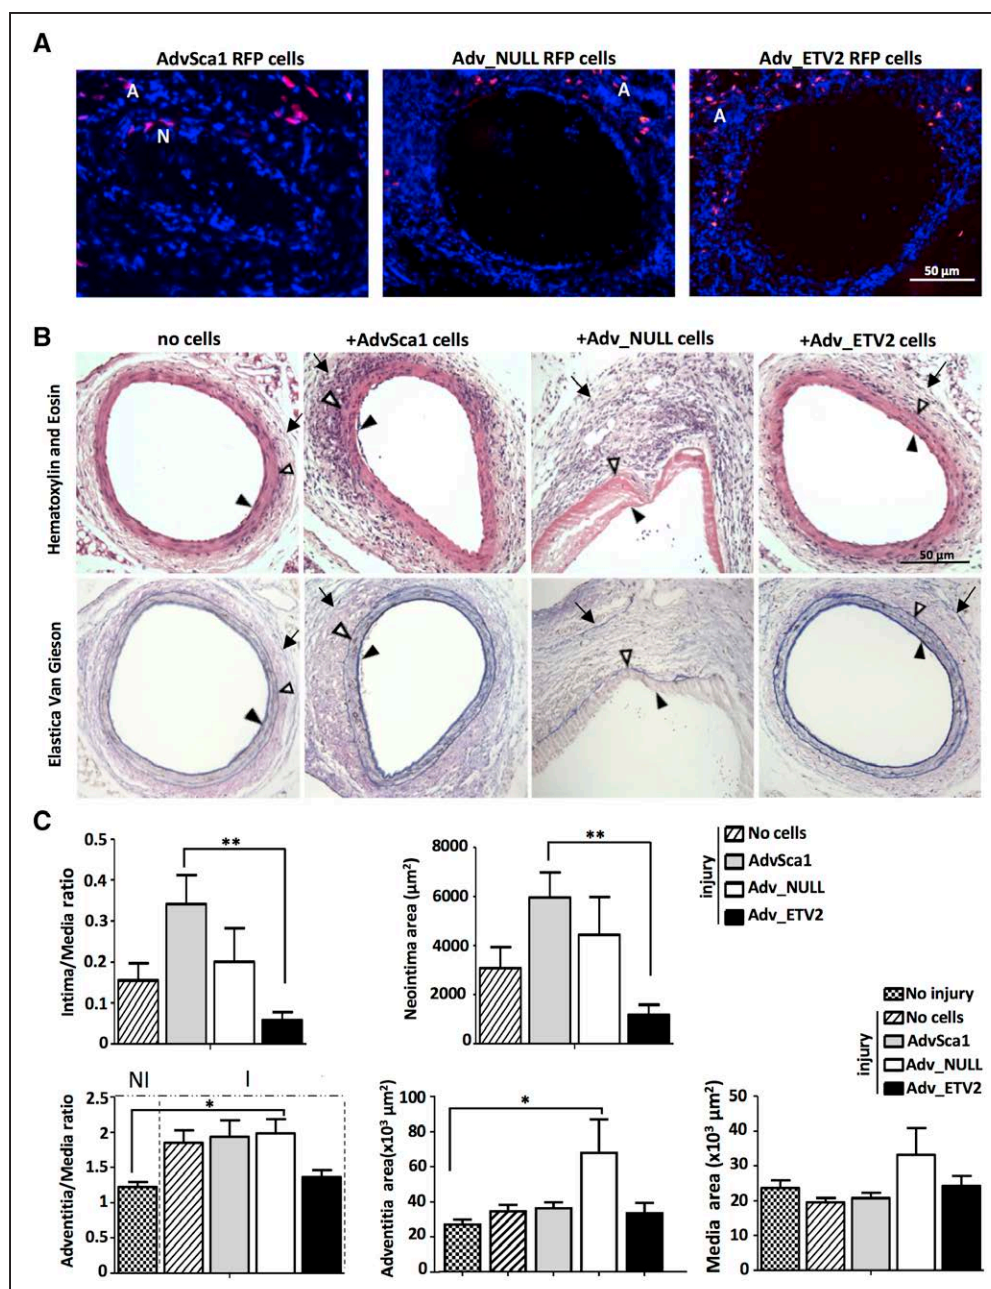 A
AdvSca1 RFP cells
Adv_NULL RFP cells
Adv_ETV2 RFP cells
A
N
A
A
50 µm
B
no cells
+AdvSca1 cells
+Adv_NULL cells
+Adv_ETV2 cells
Hematoxylin and Eosin
50 µm
Elastica Van Gieson
C
Intima/Media ratio
0.5
0.4
0.3
0.2
0.1
0
**
Neointima area (µm²)
8000
6000
4000
2000
0
**
injury
No cells
AdvSca1
Adv_NULL
Adv_ETV2
No injury
injury
No cells
AdvSca1
Adv_NULL
Adv_ETV2
NI
I
Adventitia/Media ratio
2.5
2
1.5
1
0.5
0
*
Adventitia area(x10³ µm²)
100
80
60
40
20
0
*
Media area (x10³ µm²)
50
40
30
20
10
0